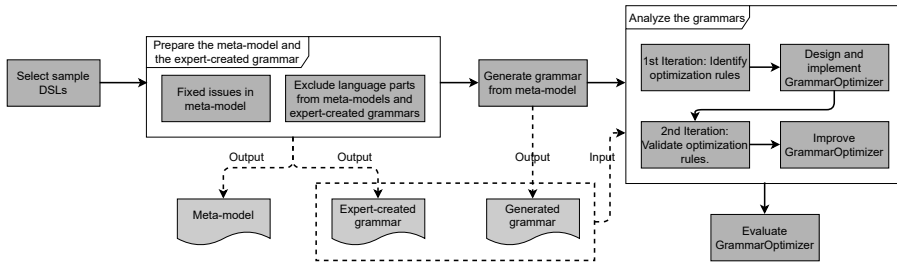 Select sample
DSLs
Prepare the meta-model and
the expert-created grammar
Fixed issues in
meta-model
Exclude language parts
from meta-models and
expert-created grammars
Generate grammar
from meta-model
Analyze the grammars
1st Iteration: Identify
optimization rules
Design and
implement
GrammarOptimizer
2nd Iteration:
Validate optimization
rules.
Improve
GrammarOptimizer
Output
Output
Output
Input
Meta-model
Expert-created
grammar
Generated
grammar
Evaluate
GrammarOptimizer